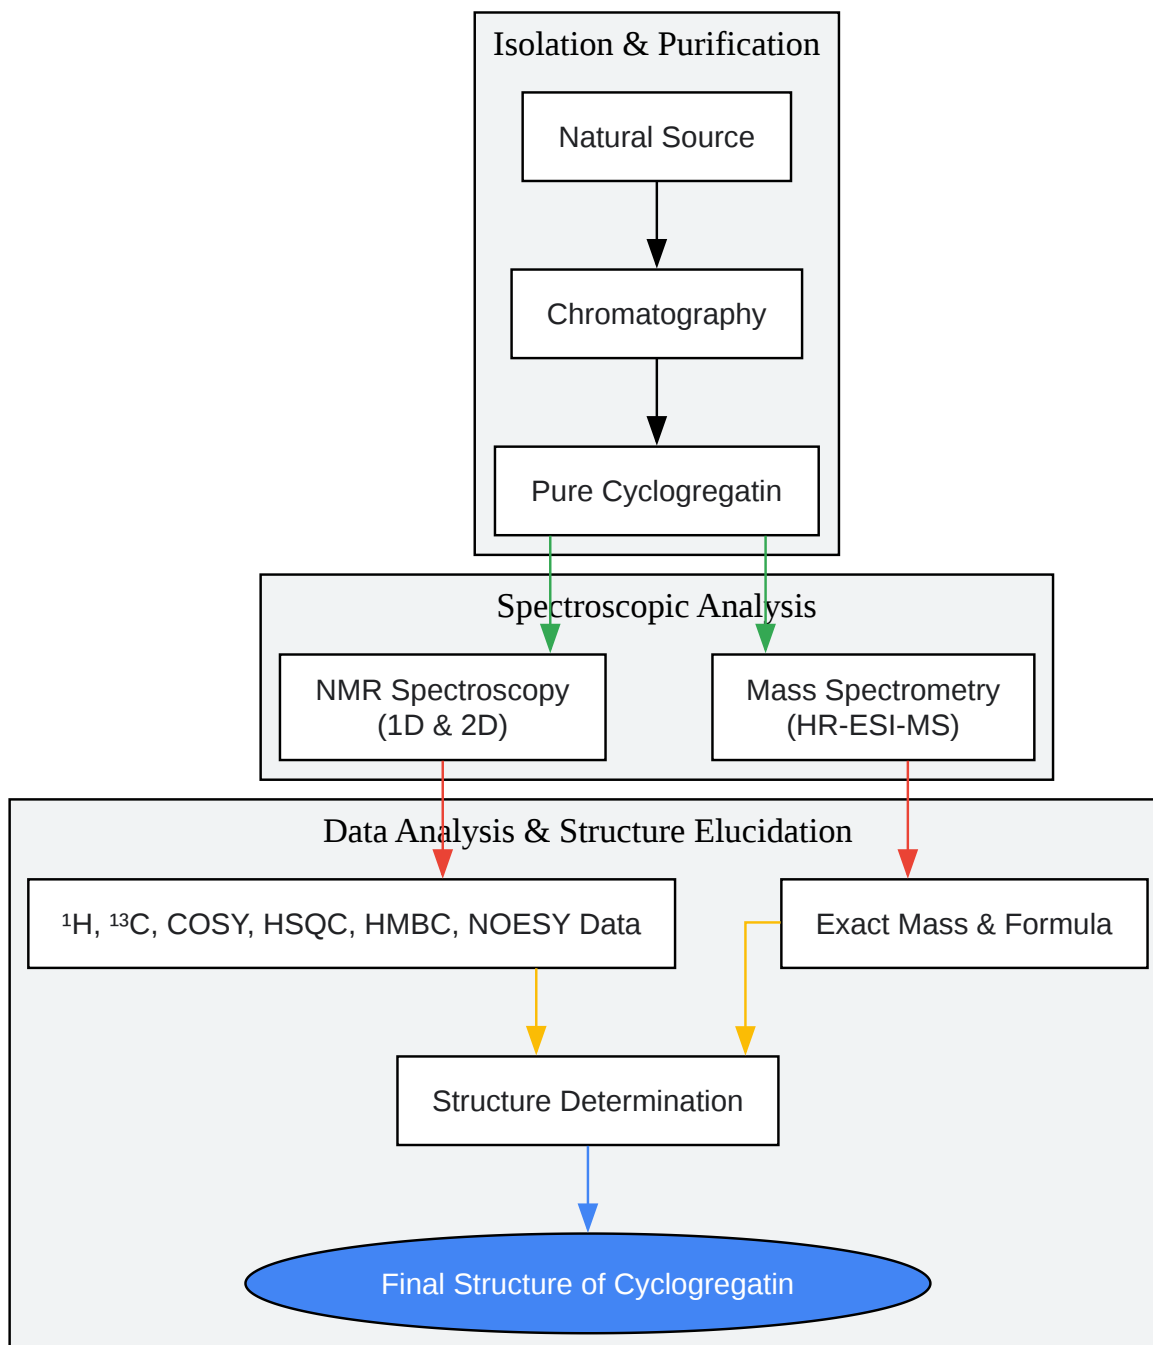 Isolation & Purification
Natural Source
Chromatography
Pure Cyclogregatin
Spectroscopic Analysis
NMR Spectroscopy
(1D & 2D)
Mass Spectrometry
(HR-ESI-MS)
Data Analysis & Structure Elucidation
¹H, ¹³C, COSY, HSQC, HMBC, NOESY Data
Exact Mass & Formula
Structure Determination
Final Structure of Cyclogregatin